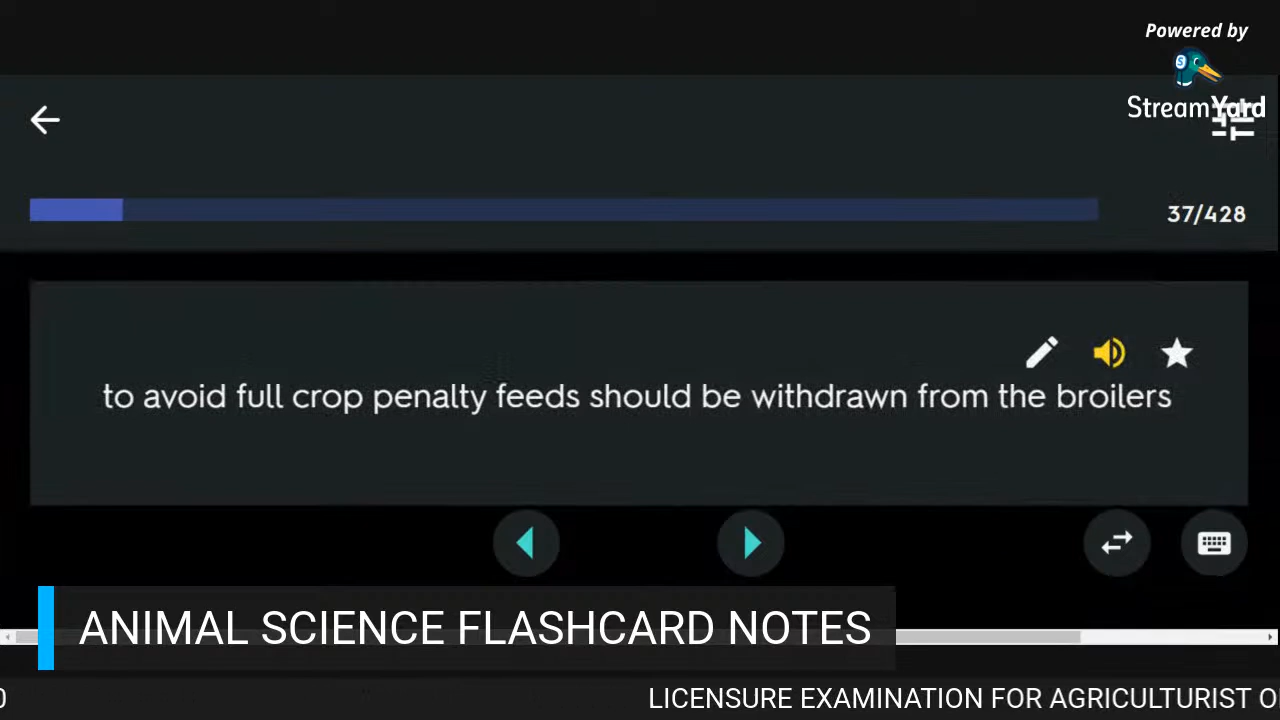 Powered by
StreamYard
37/428
to avoid full crop penalty feeds should be withdrawn from the broilers
ANIMAL SCIENCE FLASHCARD NOTES
0
LICENSURE EXAMINATION FOR AGRICULTURIST O